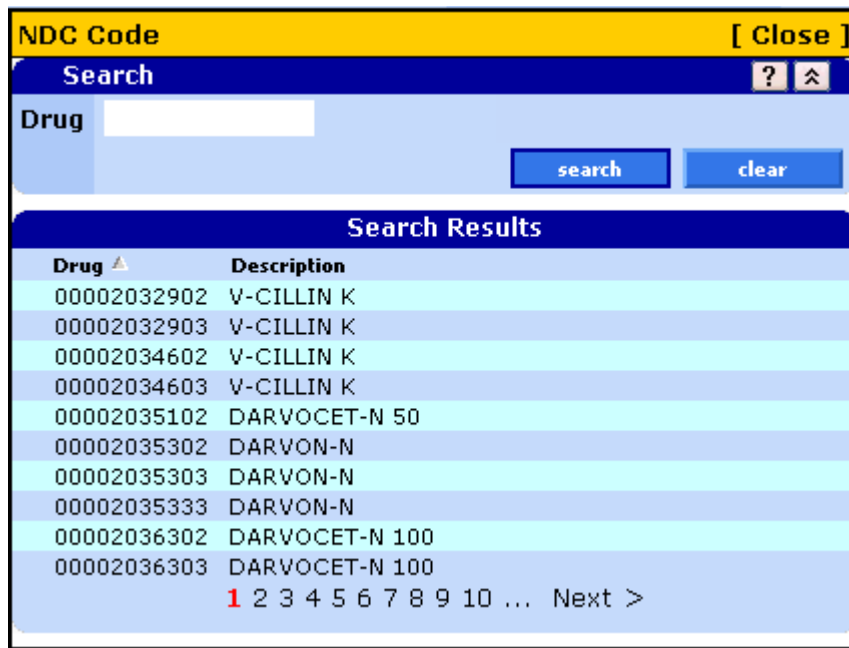 NDC Code [ Close ]
Search ?
Drug
search clear
Search Results
Drug Description
00002032902 V-CILLIN K
00002032903 V-CILLIN K
00002034602 V-CILLIN K
00002034603 V-CILLIN K
00002035102 DARVOCET-N 50
00002035302 DARVON-N
00002035303 DARVON-N
00002035333 DARVON-N
00002036302 DARVOCET-N 100
00002036303 DARVOCET-N 100
1 2 3 4 5 6 7 8 9 10 ... Next >